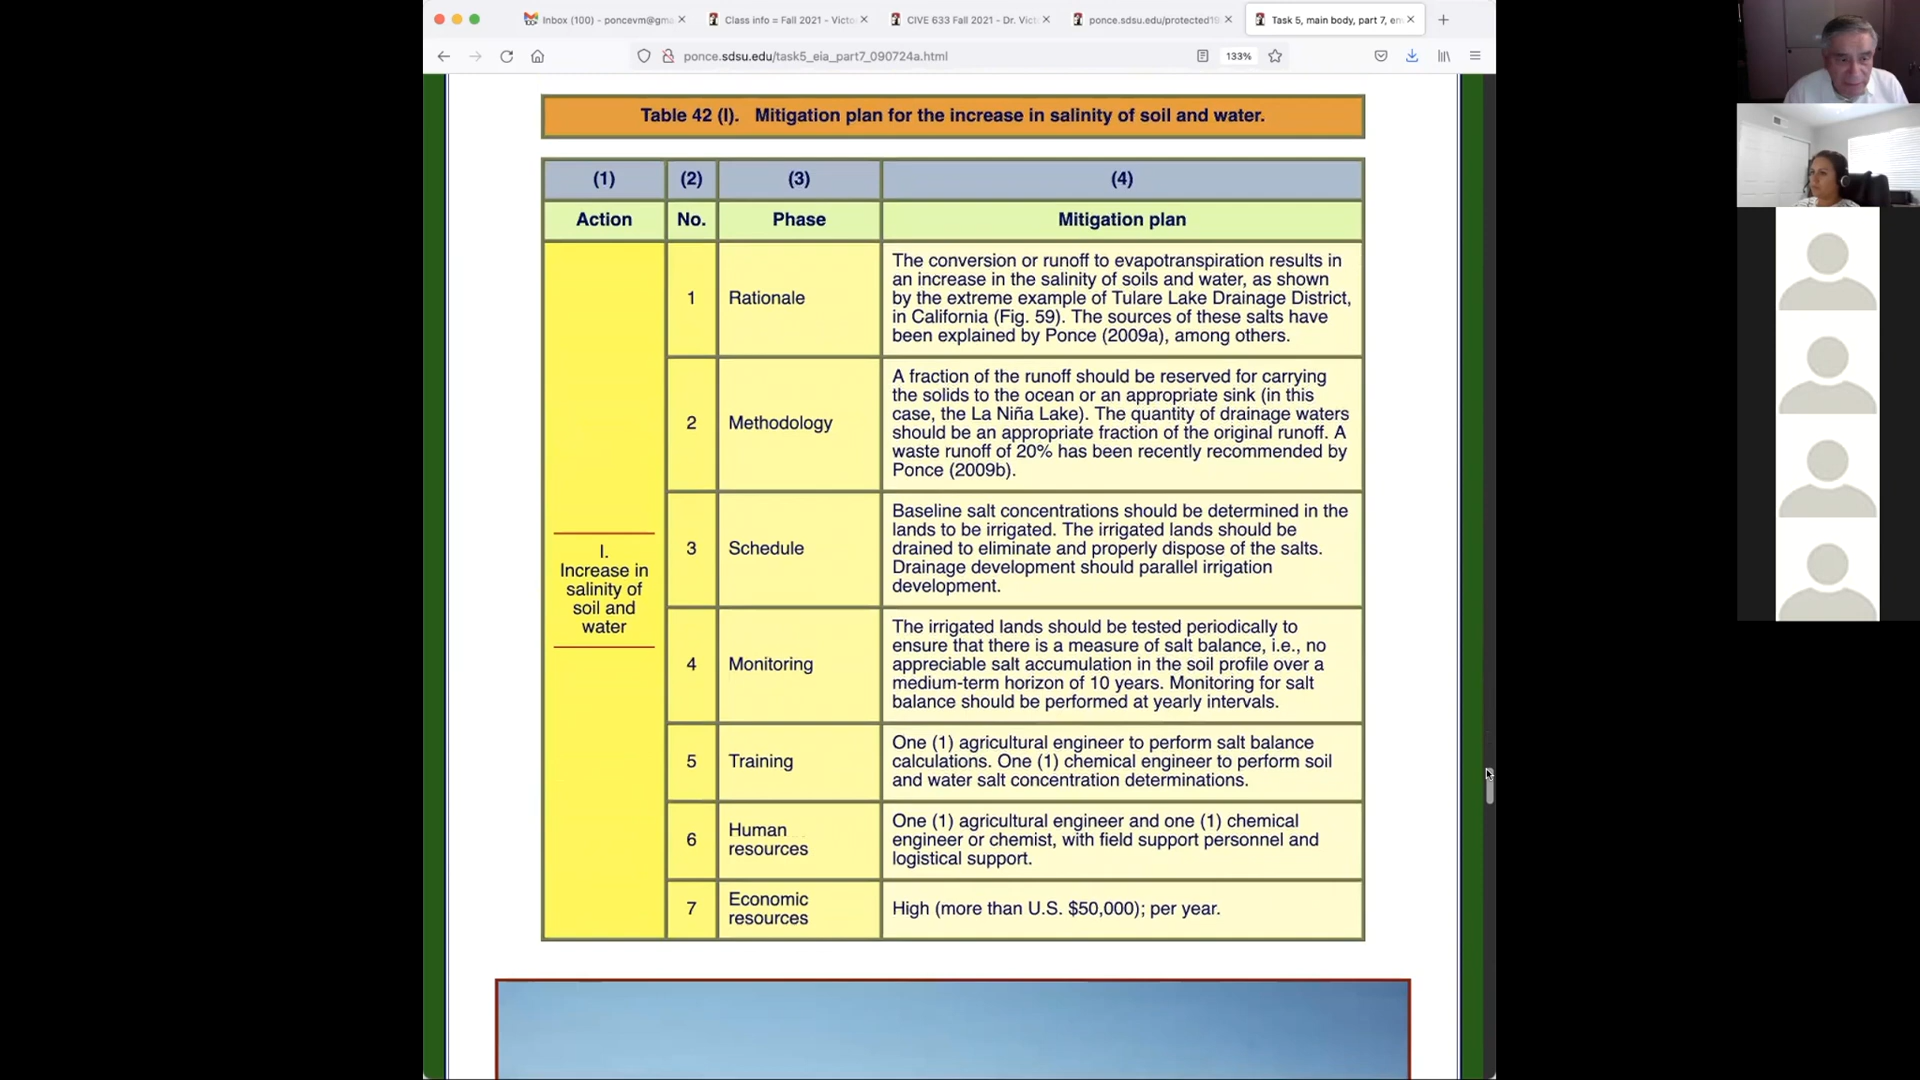 Inbox (100) - poncevm@gm
Class info = Fall 2021 - Victo
CIVE 633 Fall 2021 - Dr. Vict
ponce.sdsu.edu/protected19
Task 5, main body, part 7, en
ponce.sdsu.edu/task5_eia_part7_090724a.html
133%
Table 42 (I). Mitigation plan for the increase in salinity of soil and water.
(1) (2) (3) (4)
Action No. Phase Mitigation plan
I.
Increase in
salinity of
soil and
water
1 Rationale
The conversion or runoff to evapotranspiration results in
an increase in the salinity of soils and water, as shown
by the extreme example of Tulare Lake Drainage District,
in California (Fig. 59). The sources of these salts have
been explained by Ponce (2009a), among others.
2 Methodology
A fraction of the runoff should be reserved for carrying
the solids to the ocean or an appropriate sink (in this
case, the La Niña Lake). The quantity of drainage waters
should be an appropriate fraction of the original runoff. A
waste runoff of 20% has been recently recommended by
Ponce (2009b).
3 Schedule
Baseline salt concentrations should be determined in the
lands to be irrigated. The irrigated lands should be
drained to eliminate and properly dispose of the salts.
Drainage development should parallel irrigation
development.
4 Monitoring
The irrigated lands should be tested periodically to
ensure that there is a measure of salt balance, i.e., no
appreciable salt accumulation in the soil profile over a
medium-term horizon of 10 years. Monitoring for salt
balance should be performed at yearly intervals.
5 Training
One (1) agricultural engineer to perform salt balance
calculations. One (1) chemical engineer to perform soil
and water salt concentration determinations.
6 Human
resources
One (1) agricultural engineer and one (1) chemical
engineer or chemist, with field support personnel and
logistical support.
7 Economic
resources
High (more than U.S. $50,000); per year.